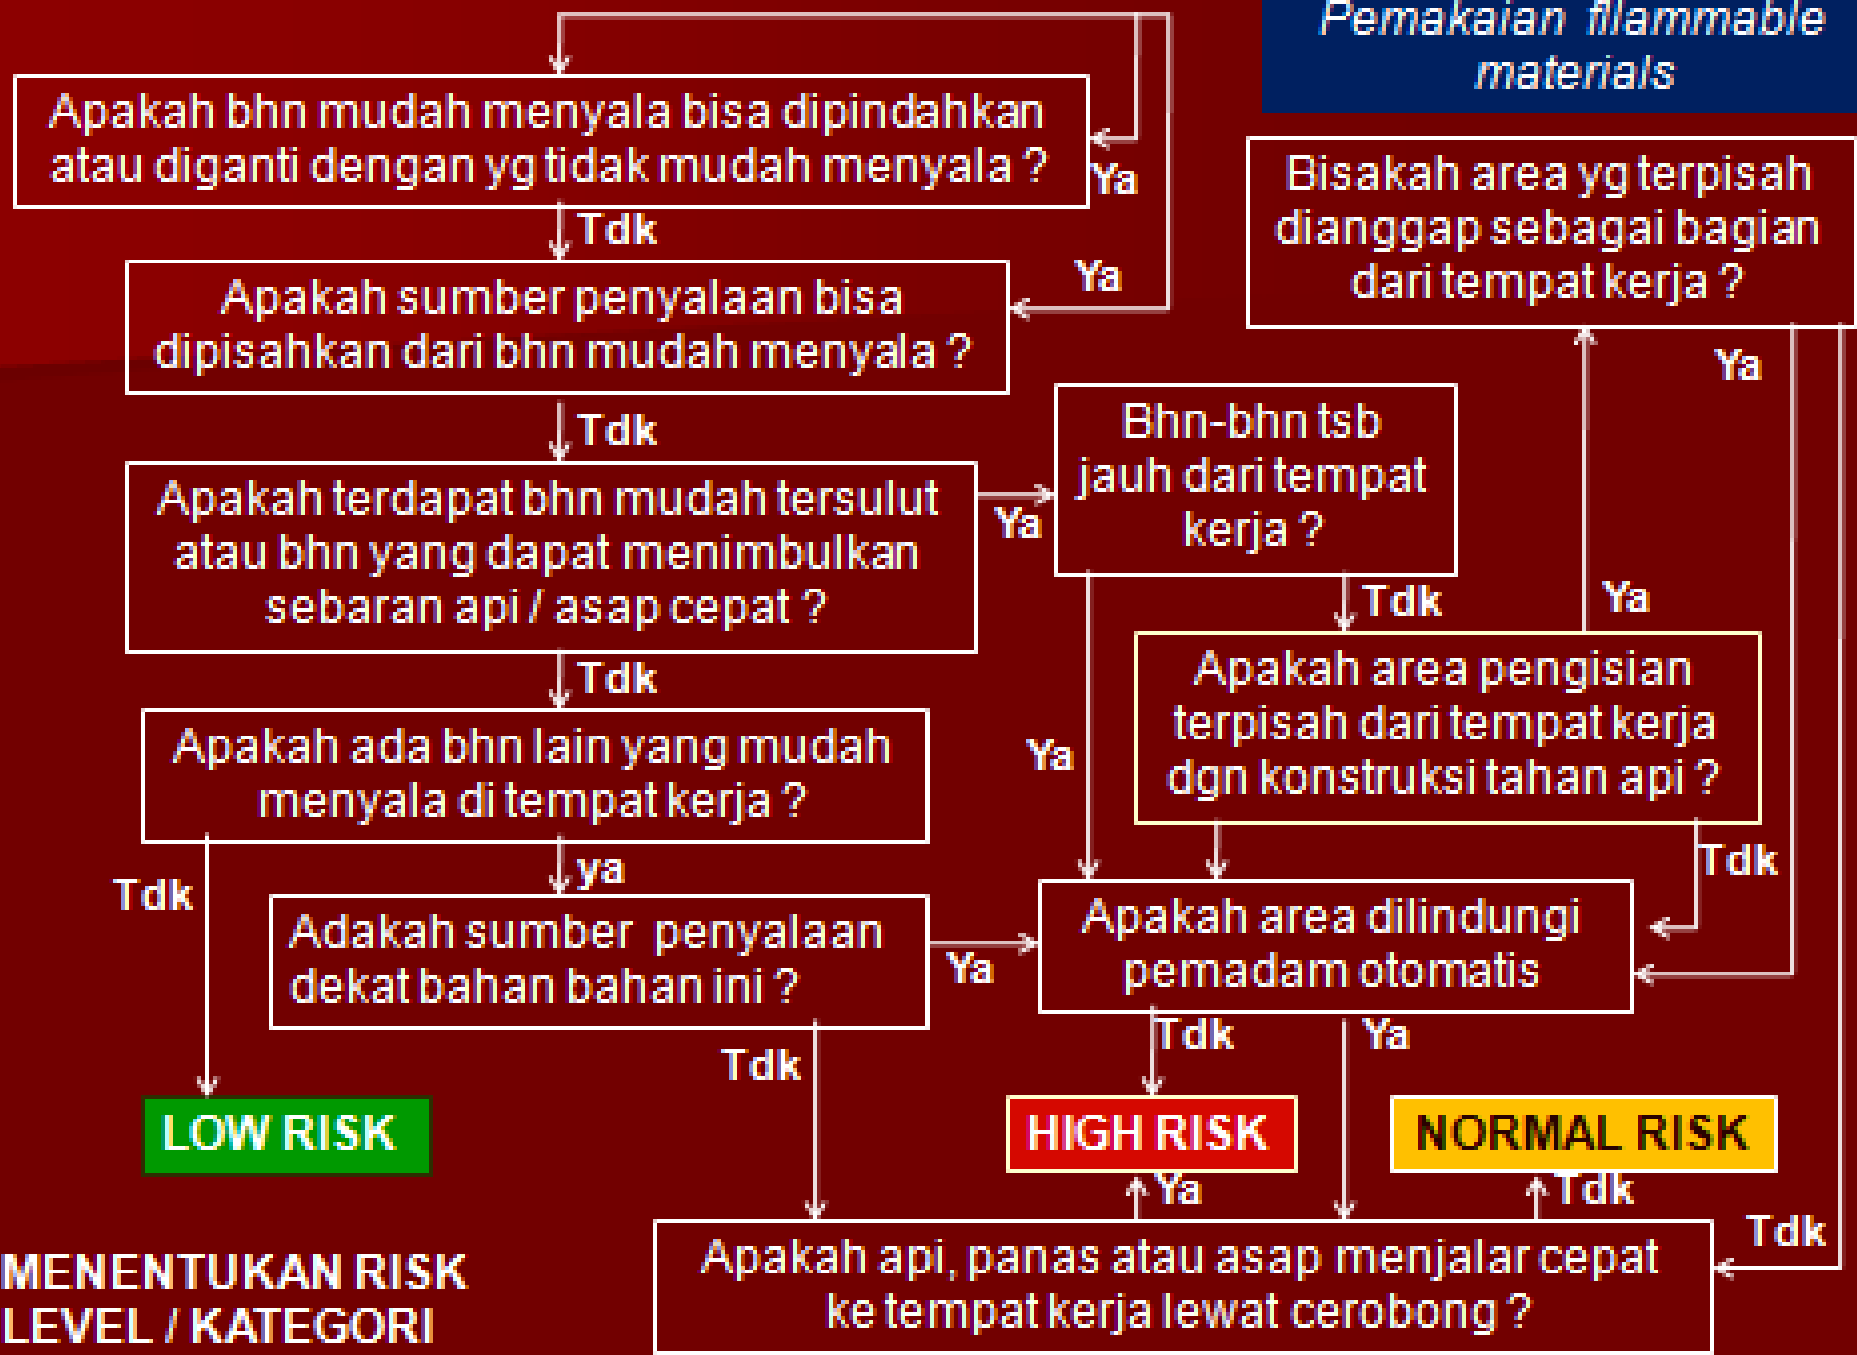 Pemakaian fllammable
materials
Apakah bhn mudah menyala bisa dipindahkan
atau diganti dengan yg tidak mudah menyala ?
Ya
Tdk
Bisakah area yg terpisah
dianggap sebagai bagian
dari tempat kerja ?
Ya
Apakah sumber penyalaan bisa
dipisahkan dari bhn mudah menyala ?
Ya
Tdk
Bhn-bhn tsb
jauh dari tempat
kerja ?
Apakah terdapat bhn mudah tersulut
atau bhn yang dapat menimbulkan
sebaran api / asap cepat ?
Ya
Tdk
Ya
Tdk
Apakah area pengisian
terpisah dari tempat kerja
dgn konstruksi tahan api ?
Apakah ada bhn lain yang mudah
menyala di tempat kerja ?
Ya
Tdk
Tdk
ya
Adakah sumber penyalaan
dekat bahan bahan ini ?
Ya
Apakah area dilindungi
pemadam otomatis
Tdk
Ya
Tdk
LOW RISK
HIGH RISK
NORMAL RISK
Ya
Tdk
Tdk
Apakah api, panas atau asap menjalar cepat
ke tempat kerja lewat cerobong ?
MENENTUKAN RISK
LEVEL / KATEGORI